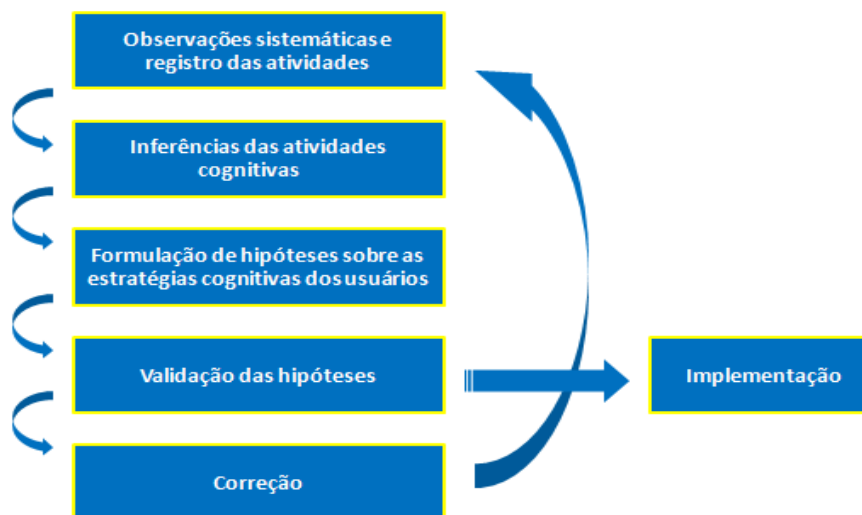 Observações sistemáticas e
registro das atividades
Inferências das atividades
cognitivas
Formulação de hipóteses sobre as
estratégias cognitivas dos usuários
Validação das hipóteses
Implementação
Correção